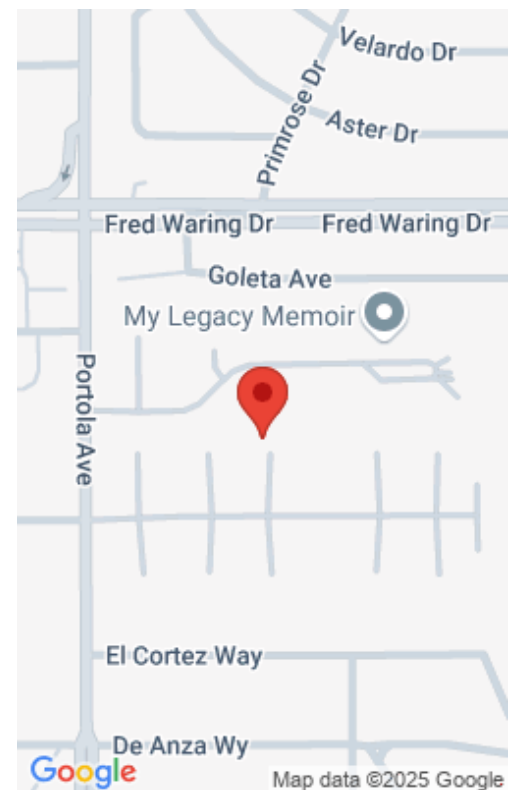 Velardo Dr
Aster Dr
Primrose Dr
Fred Waring Dr
Fred Waring Dr
Goleta Ave
My Legacy Memoir
Portola Ave
El Cortez Way
De Anza Wy
Google
Map data ©2025 Google